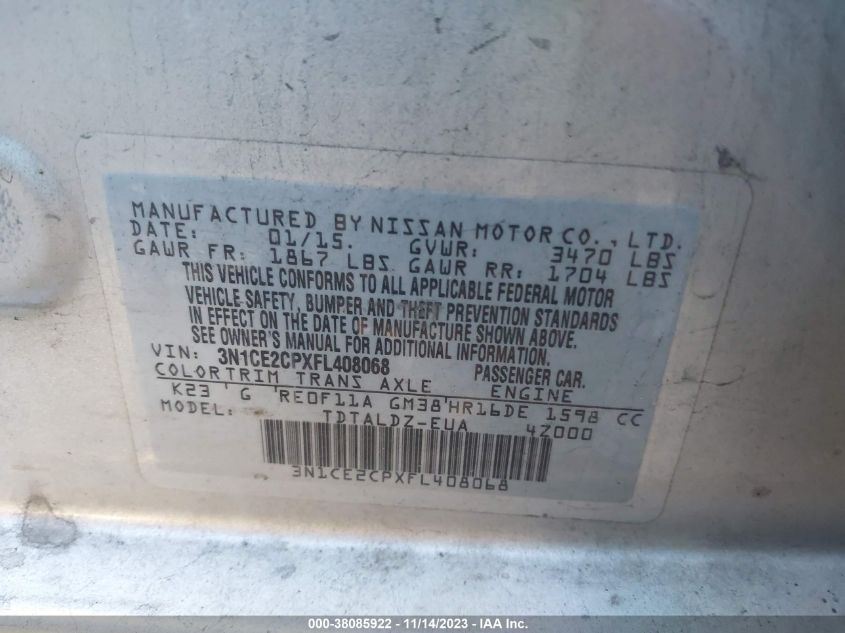 MANUFACTURED BY NISSAN MOTOR CO., LTD.
DATE: 01/15. GVWR: 3470 LBS
GAWR FR: 1867 LBS GAWR RR: 1704 LBS
THIS VEHICLE CONFORMS TO ALL APPLICABLE FEDERAL MOTOR
VEHICLE SAFETY, BUMPER AND THEFT PREVENTION STANDARDS
IN EFFECT ON THE DATE OF MANUFACTURE SHOWN ABOVE.
SEE OWNER'S MANUAL FOR ADDITIONAL INFORMATION.
VIN: 3N1CE2CPXFL408068 PASSENGER CAR.
COLOR TRIM TRANS AXLE ENGINE
K23 ' G 'RE0F11A GM38'HR16DE 1598 CC
MODEL: TDTALDZ-EUA 4Z000
3N1CE2CPXFL408068
000-38085922 - 11/14/2023 - IAA Inc.